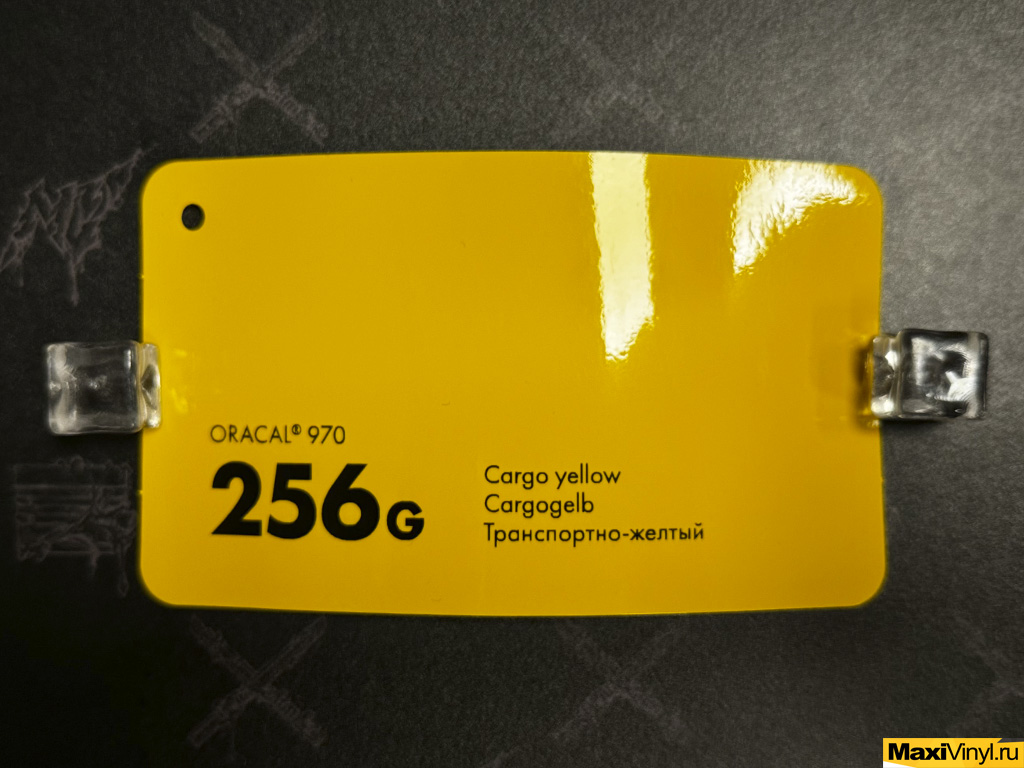 ORACAL® 970
256G
Cargo yellow
Cargogelb
Транспортно-желтый
MaxiVinyl.ru